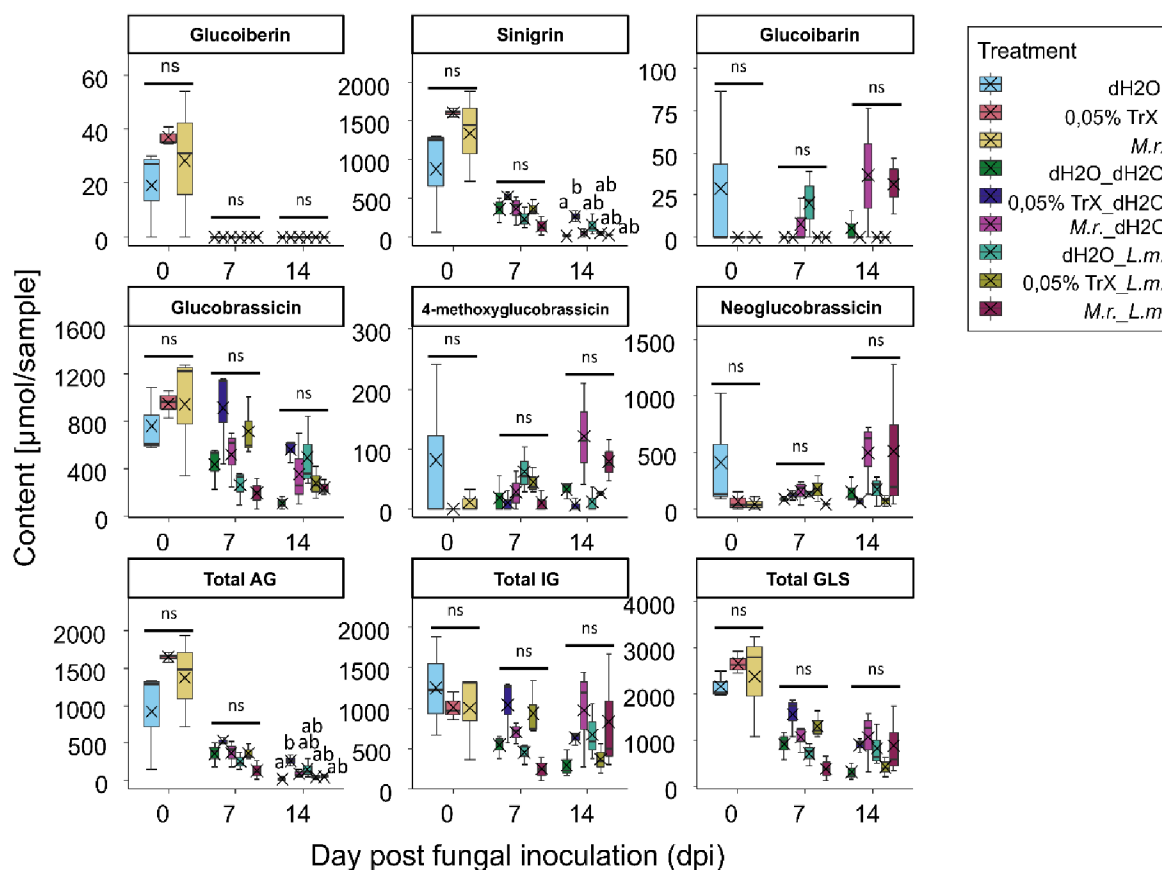 Glucoiberin
Sinigrin
Glucoibarin
ns
60
40
20
0
0
7
14
ns
ns
ns
2000
1500
1000
500
0
0
7
14
ns
ns
a
b
ab
ab
ab
ab
100
75
50
25
0
0
7
14
ns
ns
ns
Treatment
dH2O
0,05% TrX
M.r.
dH2O_dH2O
0,05% TrX_dH2O
M.r._dH2O
dH2O_L.m.
0,05% TrX_L.m.
M.r._L.m.
Glucobrassicin
4-methoxyglucobrassicin
Neoglucobrassicin
Content [µmol/sample]
1600
1200
800
400
0
0
7
14
ns
ns
ns
300
200
100
0
0
7
14
ns
ns
ns
1500
1000
500
0
0
7
14
ns
ns
ns
Total AG
Total IG
Total GLS
2000
1500
1000
500
0
0
7
14
ns
ns
a
b
ab
ab
ab
ab
2000
1500
1000
500
0
0
7
14
ns
ns
ns
4000
3000
2000
1000
0
0
7
14
ns
ns
ns
Day post fungal inoculation (dpi)